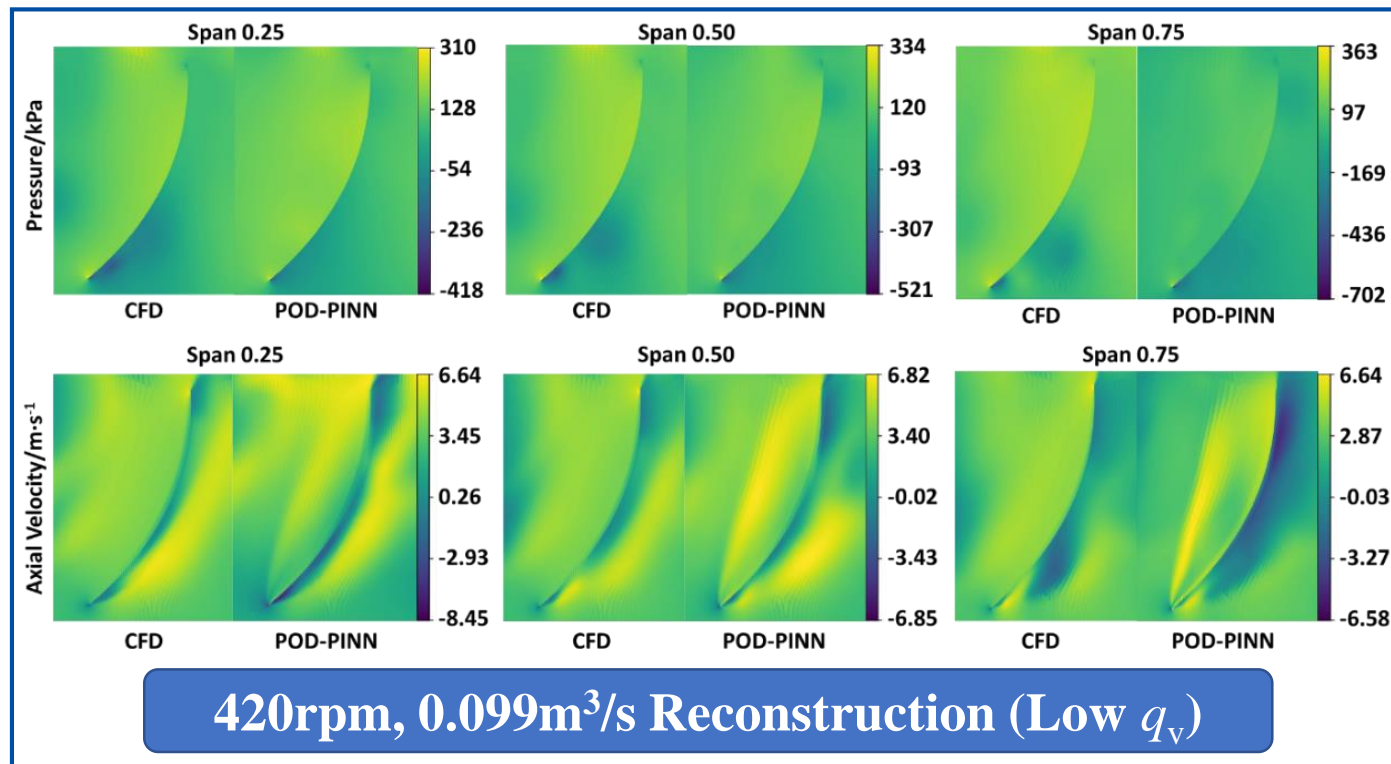 Span 0.25
Span 0.50
Span 0.75
Pressure/kPa
310
128
-54
-236
-418
334
120
-93
-307
-521
363
97
-169
-436
-702
CFD
POD-PINN
CFD
POD-PINN
CFD
POD-PINN
Span 0.25
Span 0.50
Span 0.75
Axial Velocity/m·s⁻¹
6.64
3.45
0.26
-2.93
-8.45
6.82
3.40
-0.02
-3.43
-6.85
6.64
2.87
-0.03
-3.27
-6.58
CFD
POD-PINN
CFD
POD-PINN
CFD
POD-PINN
420rpm, 0.099m³/s Reconstruction (Low qᵥ)